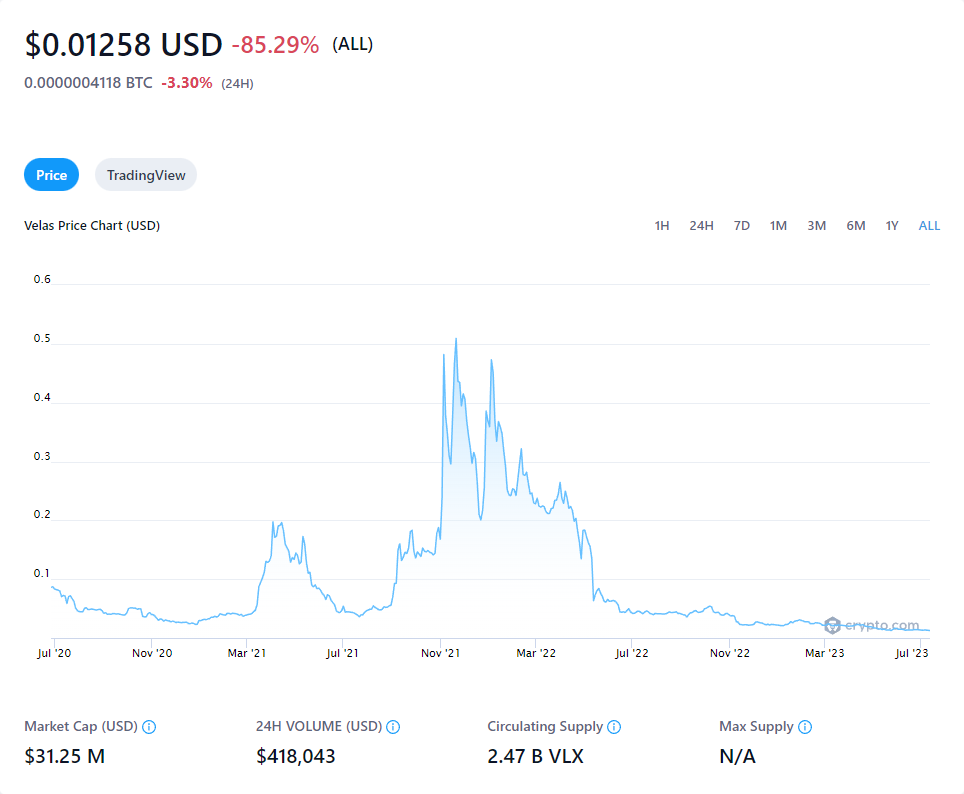 $0.01258 USD -85.29% (ALL)
0.0000004118 BTC -3.30% (24H)
Price TradingView
Velas Price Chart (USD) 1H 24H 7D 1M 3M 6M 1Y ALL
0.6
0.5
0.4
0.3
0.2
0.1
crypto.com
Jul '20 Nov '20 Mar '21 Jul '21 Nov '21 Mar '22 Jul '22 Nov '22 Mar '23 Jul '23
Market Cap (USD) 24H VOLUME (USD) Circulating Supply Max Supply
$31.25 M $418,043 2.47 B VLX N/A